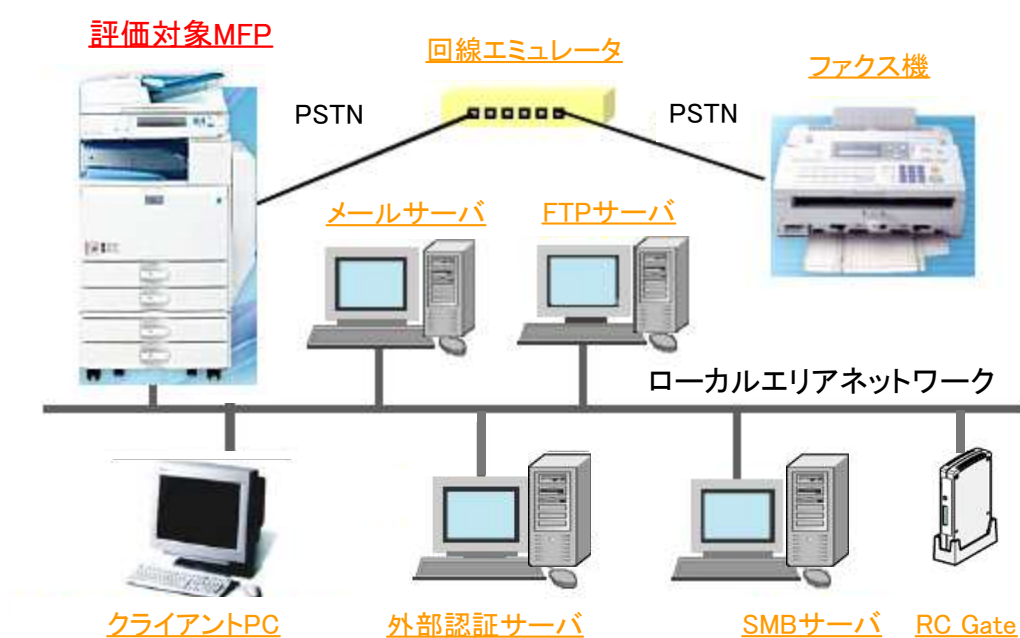 評価対象MFP
回線エミュレータ
ファクス機
PSTN
PSTN
メールサーバ
FTPサーバ
ローカルエリアネットワーク
クライアントPC
外部認証サーバ
SMBサーバ
RC Gate